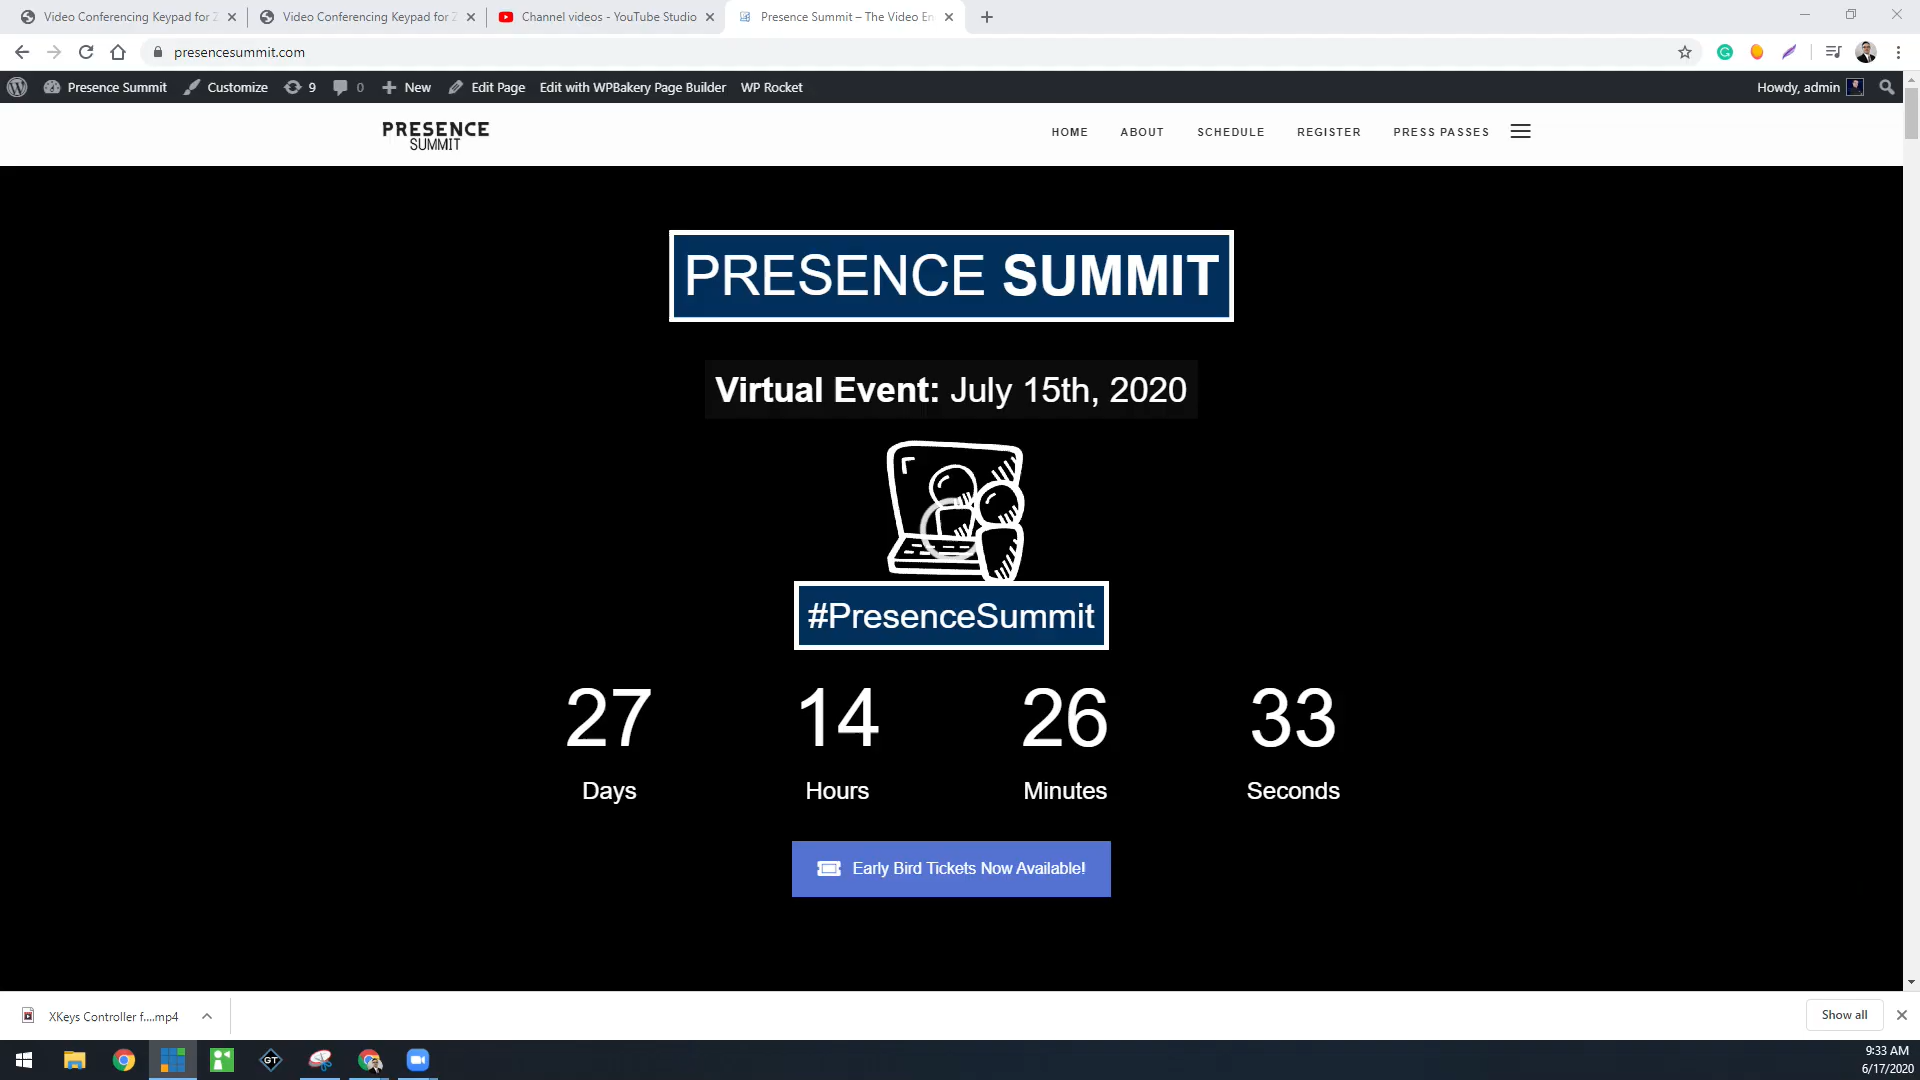 Video Conferencing Keypad for Z
Video Conferencing Keypad for Z
Channel videos - YouTube Studio
Presence Summit – The Video En
presencesummit.com
Presence Summit
Customize
9
0
New
Edit Page
Edit with WPBakery Page Builder
WP Rocket
Howdy, admin
PRESENCE
SUMMIT
HOME
ABOUT
SCHEDULE
REGISTER
PRESS PASSES
PRESENCE SUMMIT
Virtual Event: July 15th, 2020
#PresenceSummit
27 14 26 33
Days Hours Minutes Seconds
Early Bird Tickets Now Available!
XKeys Controller f....mp4
Show all
GT
9:33 AM
6/17/2020